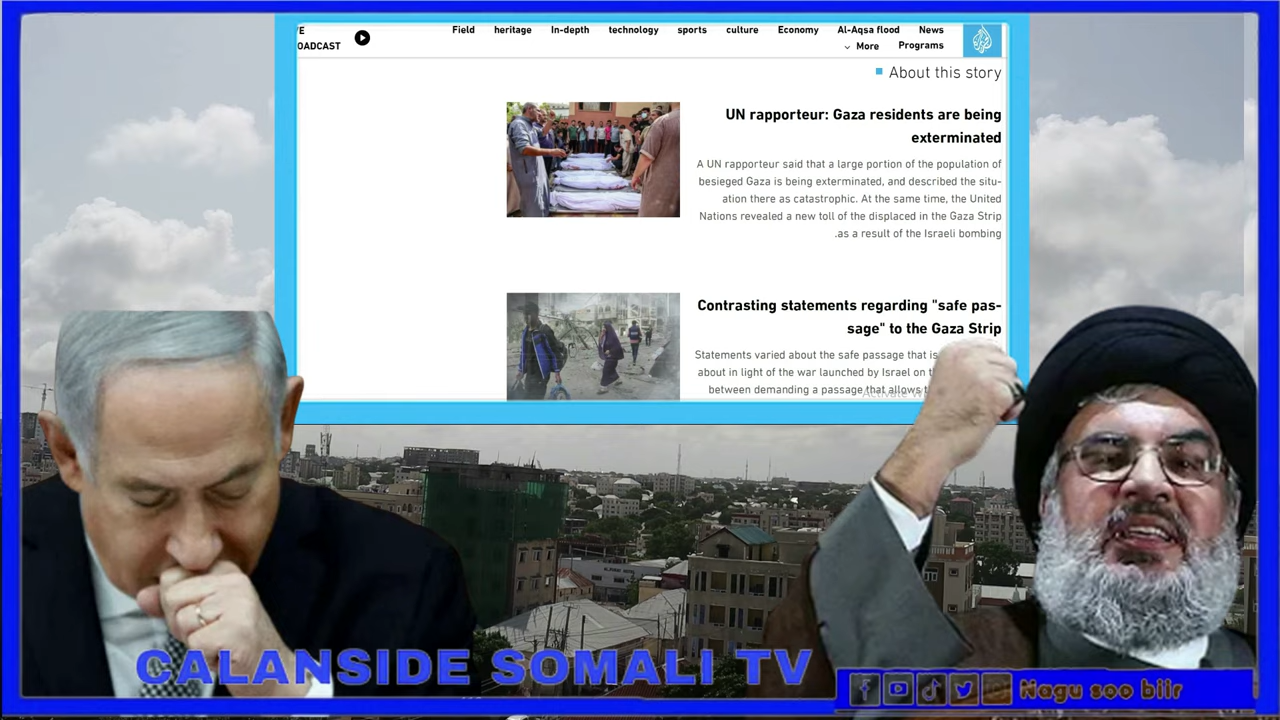 Field heritage In-depth technology sports culture Economy Al-Aqsa flood News
OADCAST More Programs
About this story
UN rapporteur: Gaza residents are being
exterminated
A UN rapporteur said that a large portion of the population of
besieged Gaza is being exterminated, and described the situ-
ation there as catastrophic. At the same time, the United
Nations revealed a new toll of the displaced in the Gaza Strip
.as a result of the Israeli bombing
Contrasting statements regarding "safe pas-
sage" to the Gaza Strip
Statements varied about the safe passage that is
about in light of the war launched by Israel on
between demanding a passage that allows
Activate
CALANSIDE SOMALI TV
Nagu soo biir